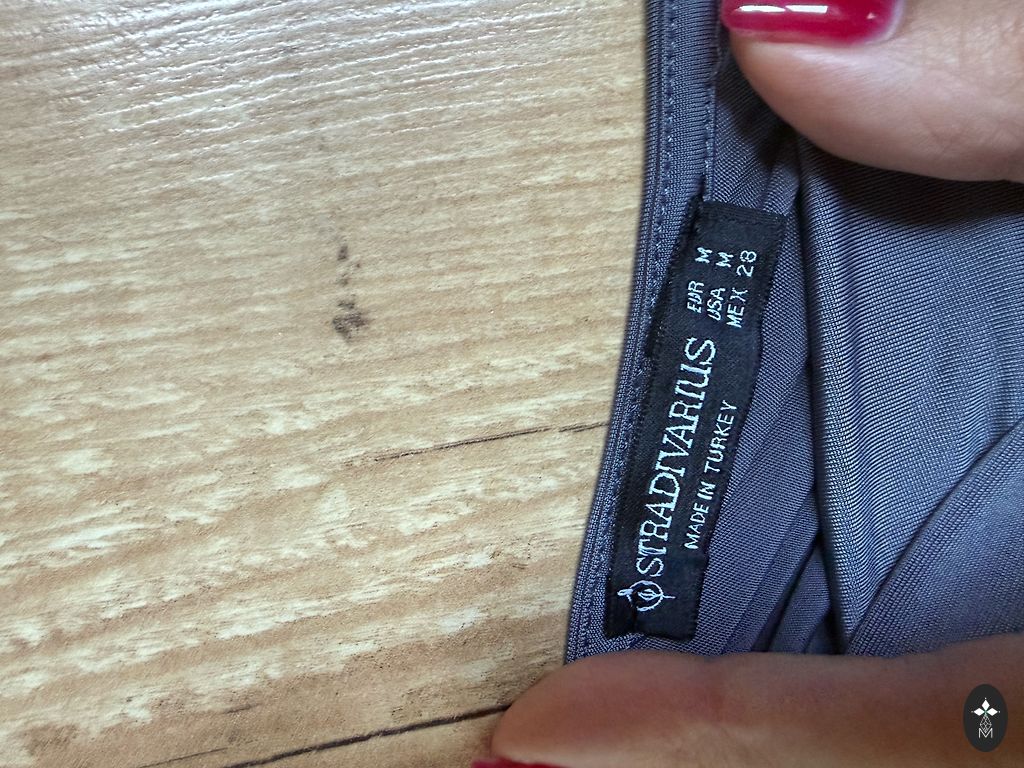 STRADIVARIUS
MADE IN TURKEY
EUR M
USA M
MEX 28
M